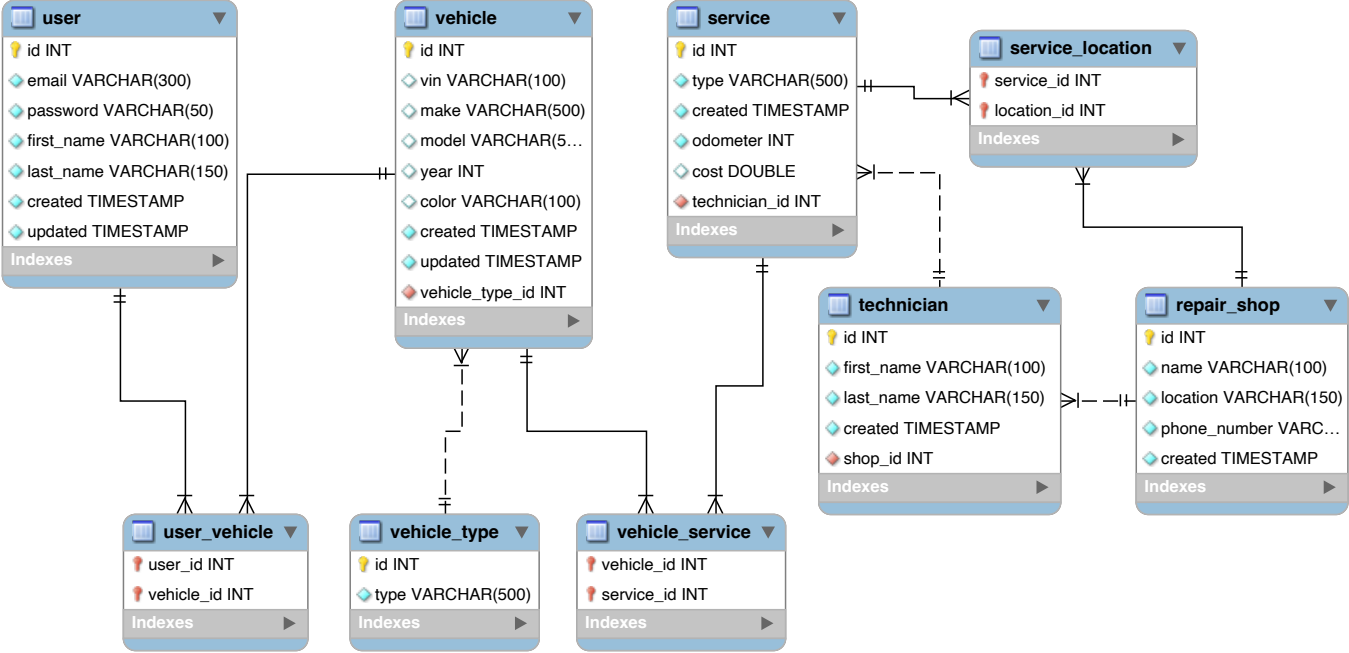 user
id INT
email VARCHAR(300)
password VARCHAR(50)
first_name VARCHAR(100)
last_name VARCHAR(150)
created TIMESTAMP
updated TIMESTAMP
Indexes
vehicle
id INT
vin VARCHAR(100)
make VARCHAR(500)
model VARCHAR(5...
year INT
color VARCHAR(100)
created TIMESTAMP
updated TIMESTAMP
vehicle_type_id INT
Indexes
service
id INT
type VARCHAR(500)
created TIMESTAMP
odometer INT
cost DOUBLE
technician_id INT
Indexes
service_location
service_id INT
location_id INT
Indexes
technician
id INT
first_name VARCHAR(100)
last_name VARCHAR(150)
created TIMESTAMP
shop_id INT
Indexes
repair_shop
id INT
name VARCHAR(100)
location VARCHAR(150)
phone_number VARC...
created TIMESTAMP
Indexes
user_vehicle
user_id INT
vehicle_id INT
Indexes
vehicle_type
id INT
type VARCHAR(500)
Indexes
vehicle_service
vehicle_id INT
service_id INT
Indexes